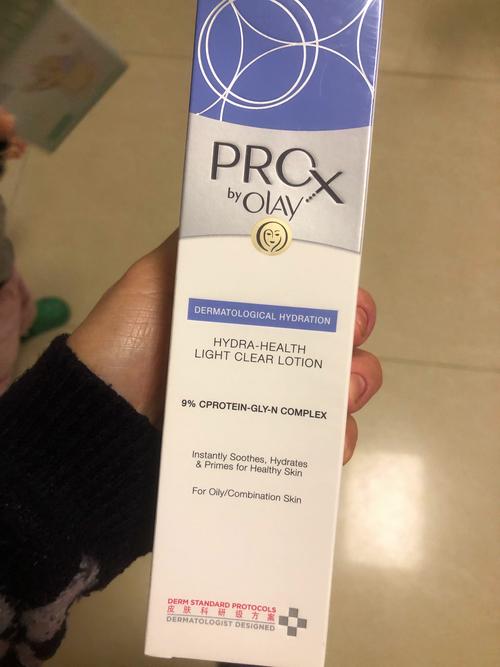 PROX
by OLAY
DERMATOLOGICAL HYDRATION
HYDRA-HEALTH
LIGHT CLEAR LOTION
9% CPROTEIN-GLY-N COMPLEX
Instantly Soothes, Hydrates
& Primes for Healthy Skin
For Oily/Combination Skin
DERM STANDARD PROTOCOLS
皮肤科研级方案
DERMATOLOGIST DESIGNED